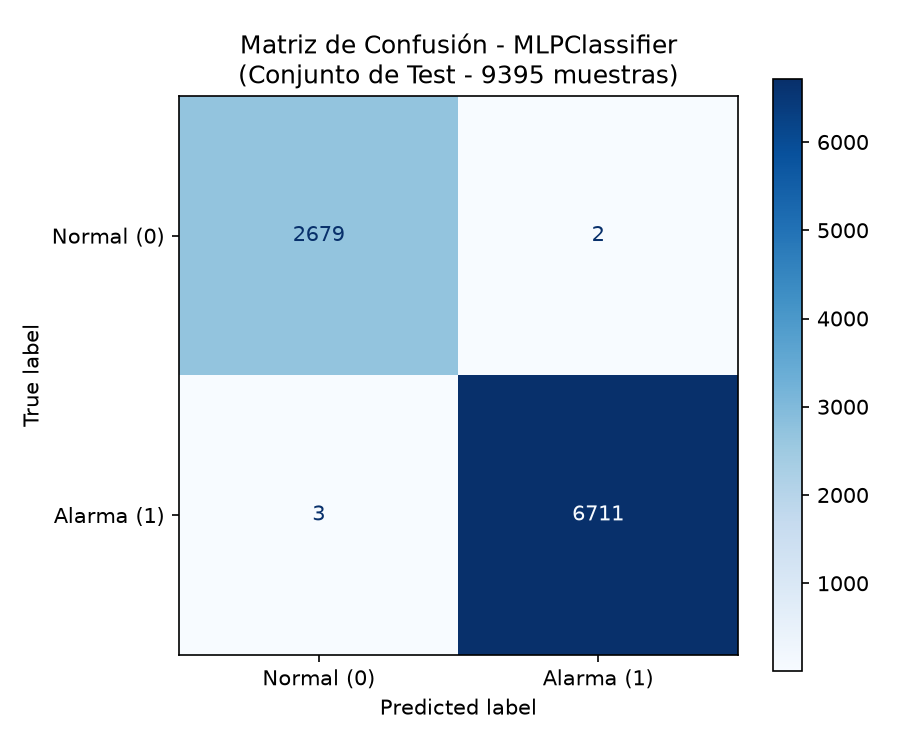 Matriz de Confusión - MLPClassifier
(Conjunto de Test - 9395 muestras)
6000
5000
4000
3000
2000
1000
True label
Normal (0)
2679
2
Alarma (1)
3
6711
Normal (0)
Alarma (1)
Predicted label